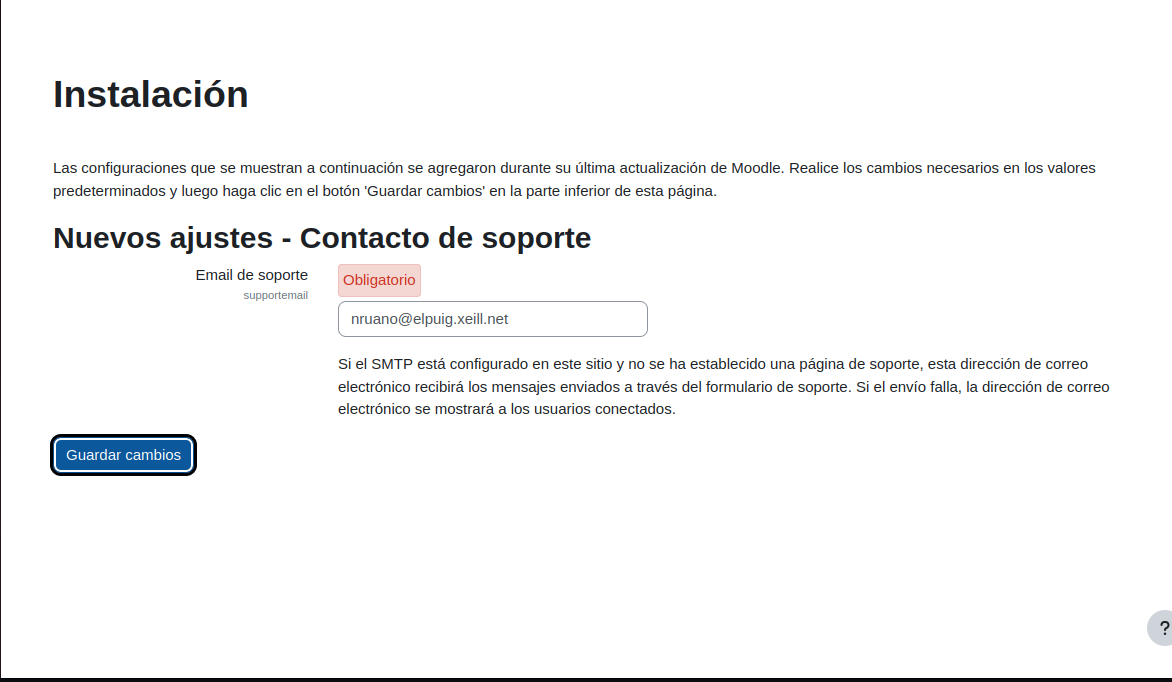 Instalación
Las configuraciones que se muestran a continuación se agregaron durante su última actualización de Moodle. Realice los cambios necesarios en los valores
predeterminados y luego haga clic en el botón 'Guardar cambios' en la parte inferior de esta página.
Nuevos ajustes - Contacto de soporte
Email de soporte
supportemail
Obligatorio
nruano@elpuig.xeill.net
Si el SMTP está configurado en este sitio y no se ha establecido una página de soporte, esta dirección de correo
electrónico recibirá los mensajes enviados a través del formulario de soporte. Si el envío falla, la dirección de correo
electrónico se mostrará a los usuarios conectados.
Guardar cambios
?